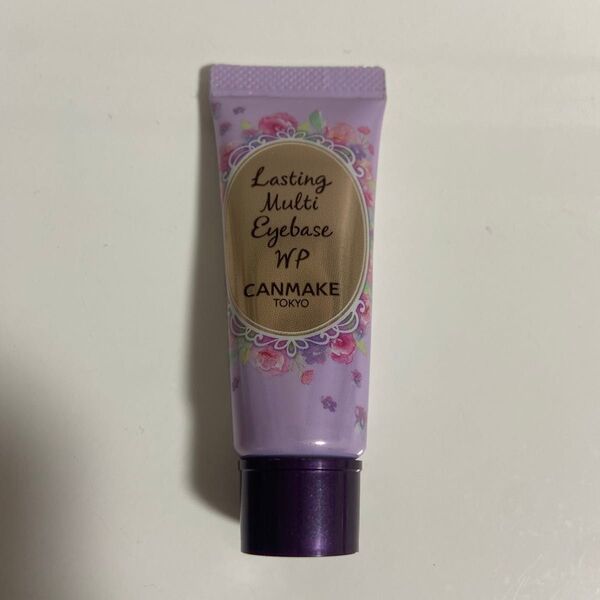 Lasting
Multi
Eyebase
WP
CANMAKE
TOKYO